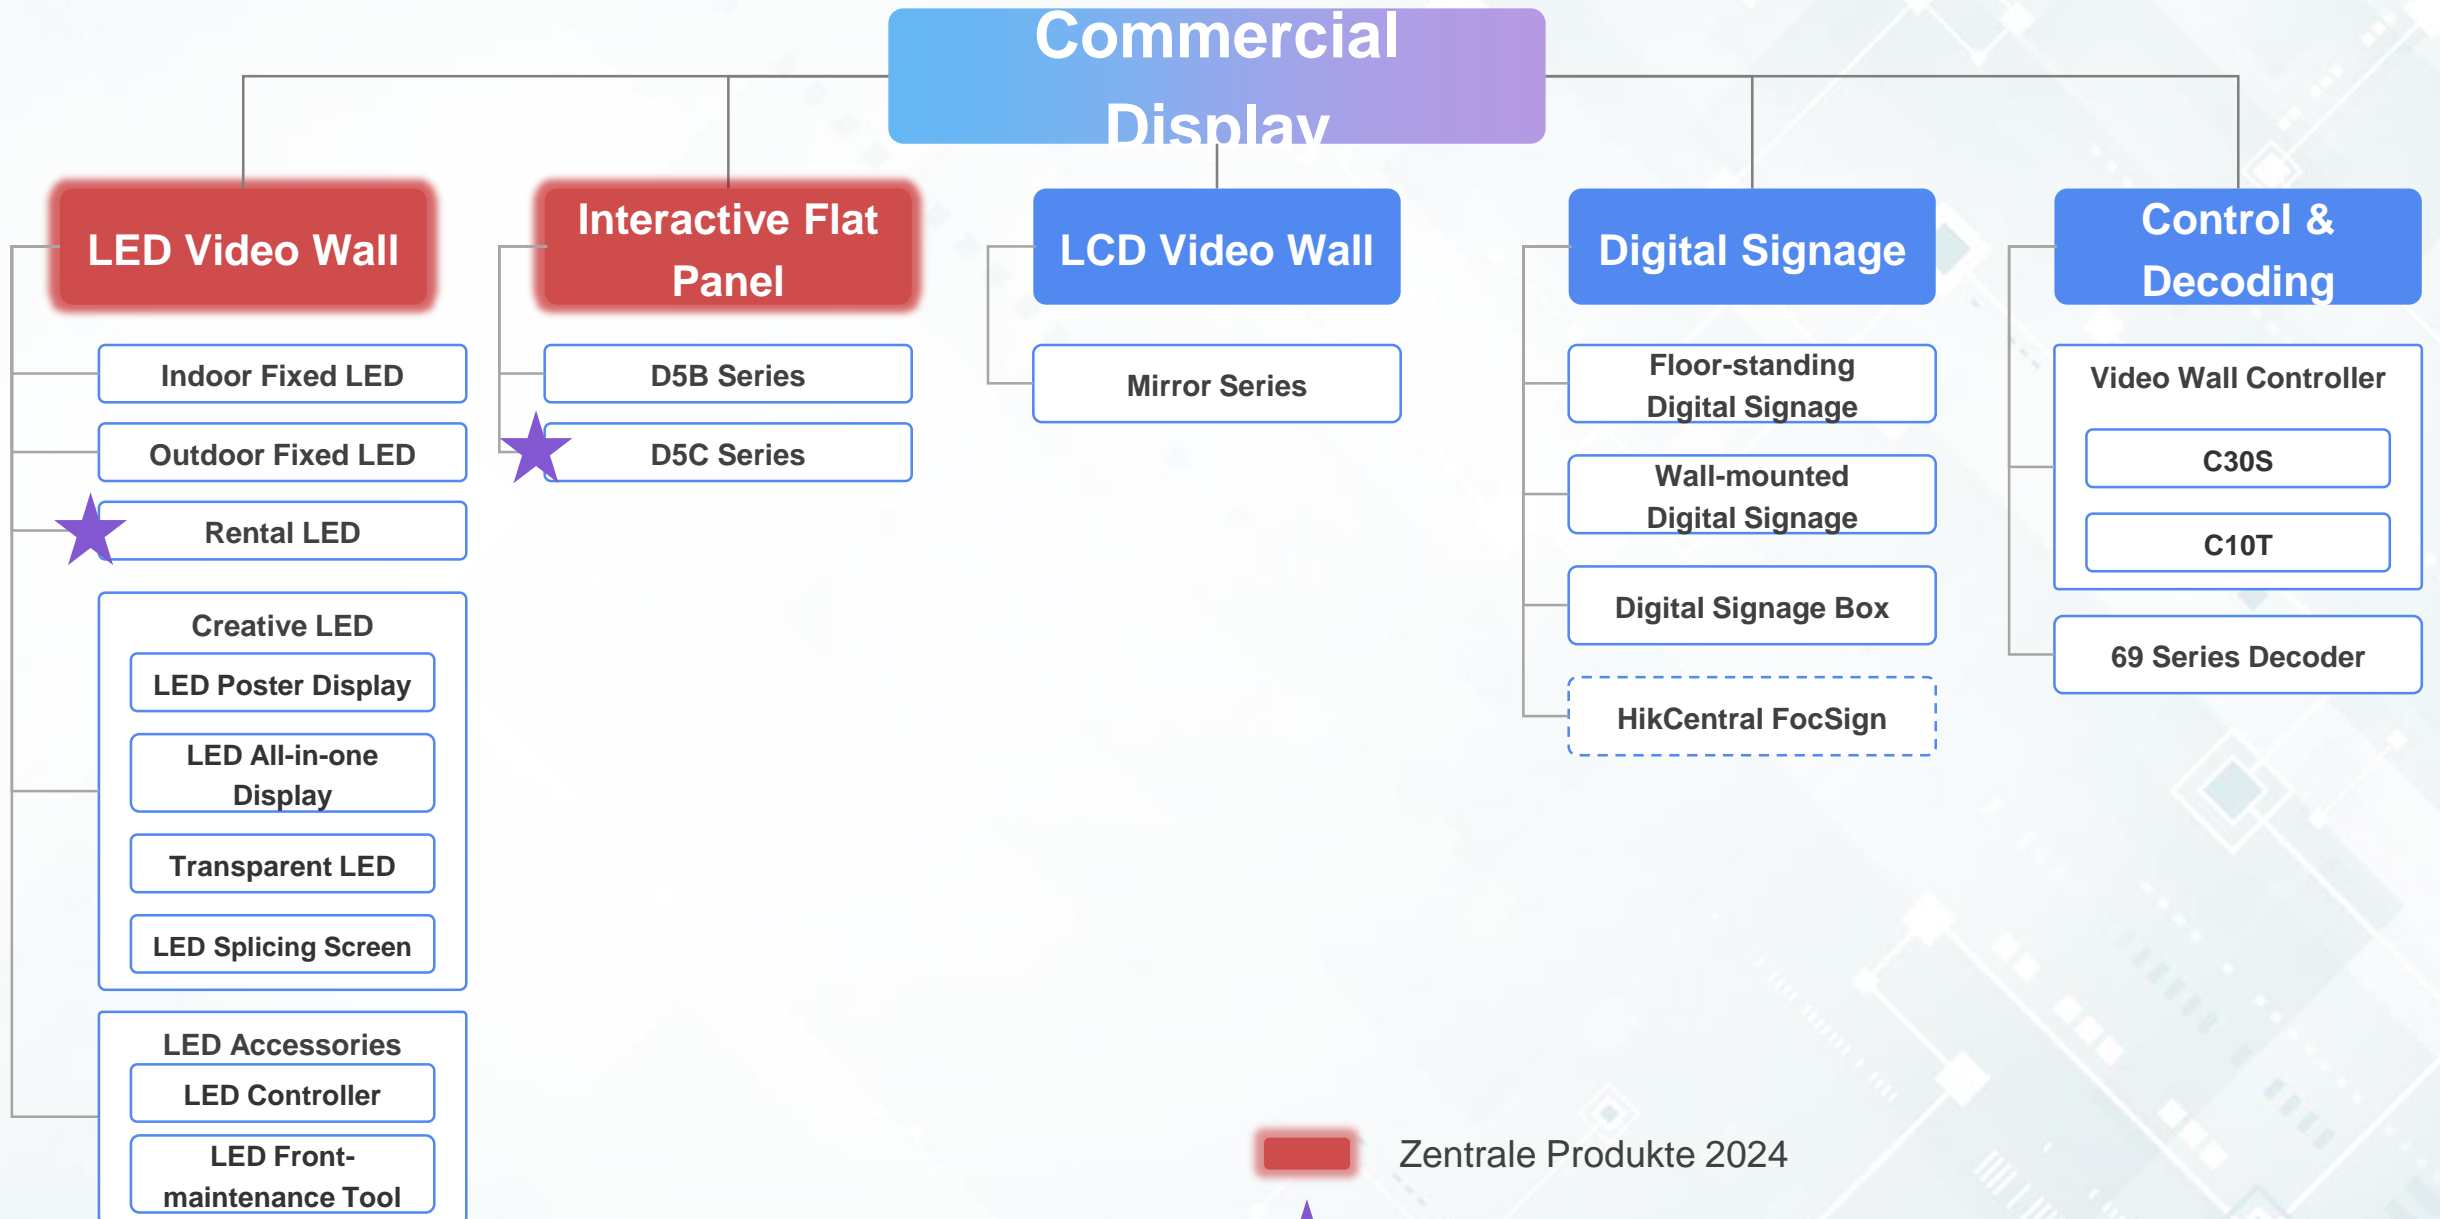 Commercial
Display
LED Video Wall
Indoor Fixed LED
Outdoor Fixed LED
Rental LED
Creative LED
LED Poster Display
LED All-in-one
Display
Transparent LED
LED Splicing Screen
LED Accessories
LED Controller
LED Front-
maintenance Tool
Interactive Flat
Panel
D5B Series
D5C Series
LCD Video Wall
Mirror Series
Digital Signage
Floor-standing
Digital Signage
Wall-mounted
Digital Signage
Digital Signage Box
HikCentral FocSign
Control &
Decoding
Video Wall Controller
C30S
C10T
69 Series Decoder
Zentrale Produkte 2024